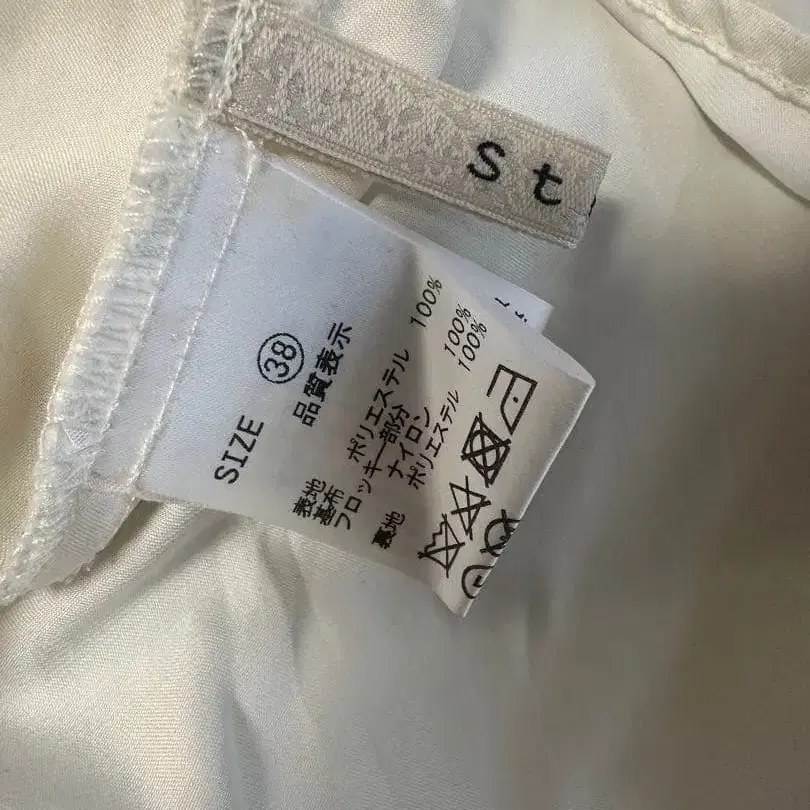 St
SIZE ㊳
品質表示
表地
基布 ポリエステル 100%
フロッキー部分
ナイロン 100%
裏地 ポリエステル 100%